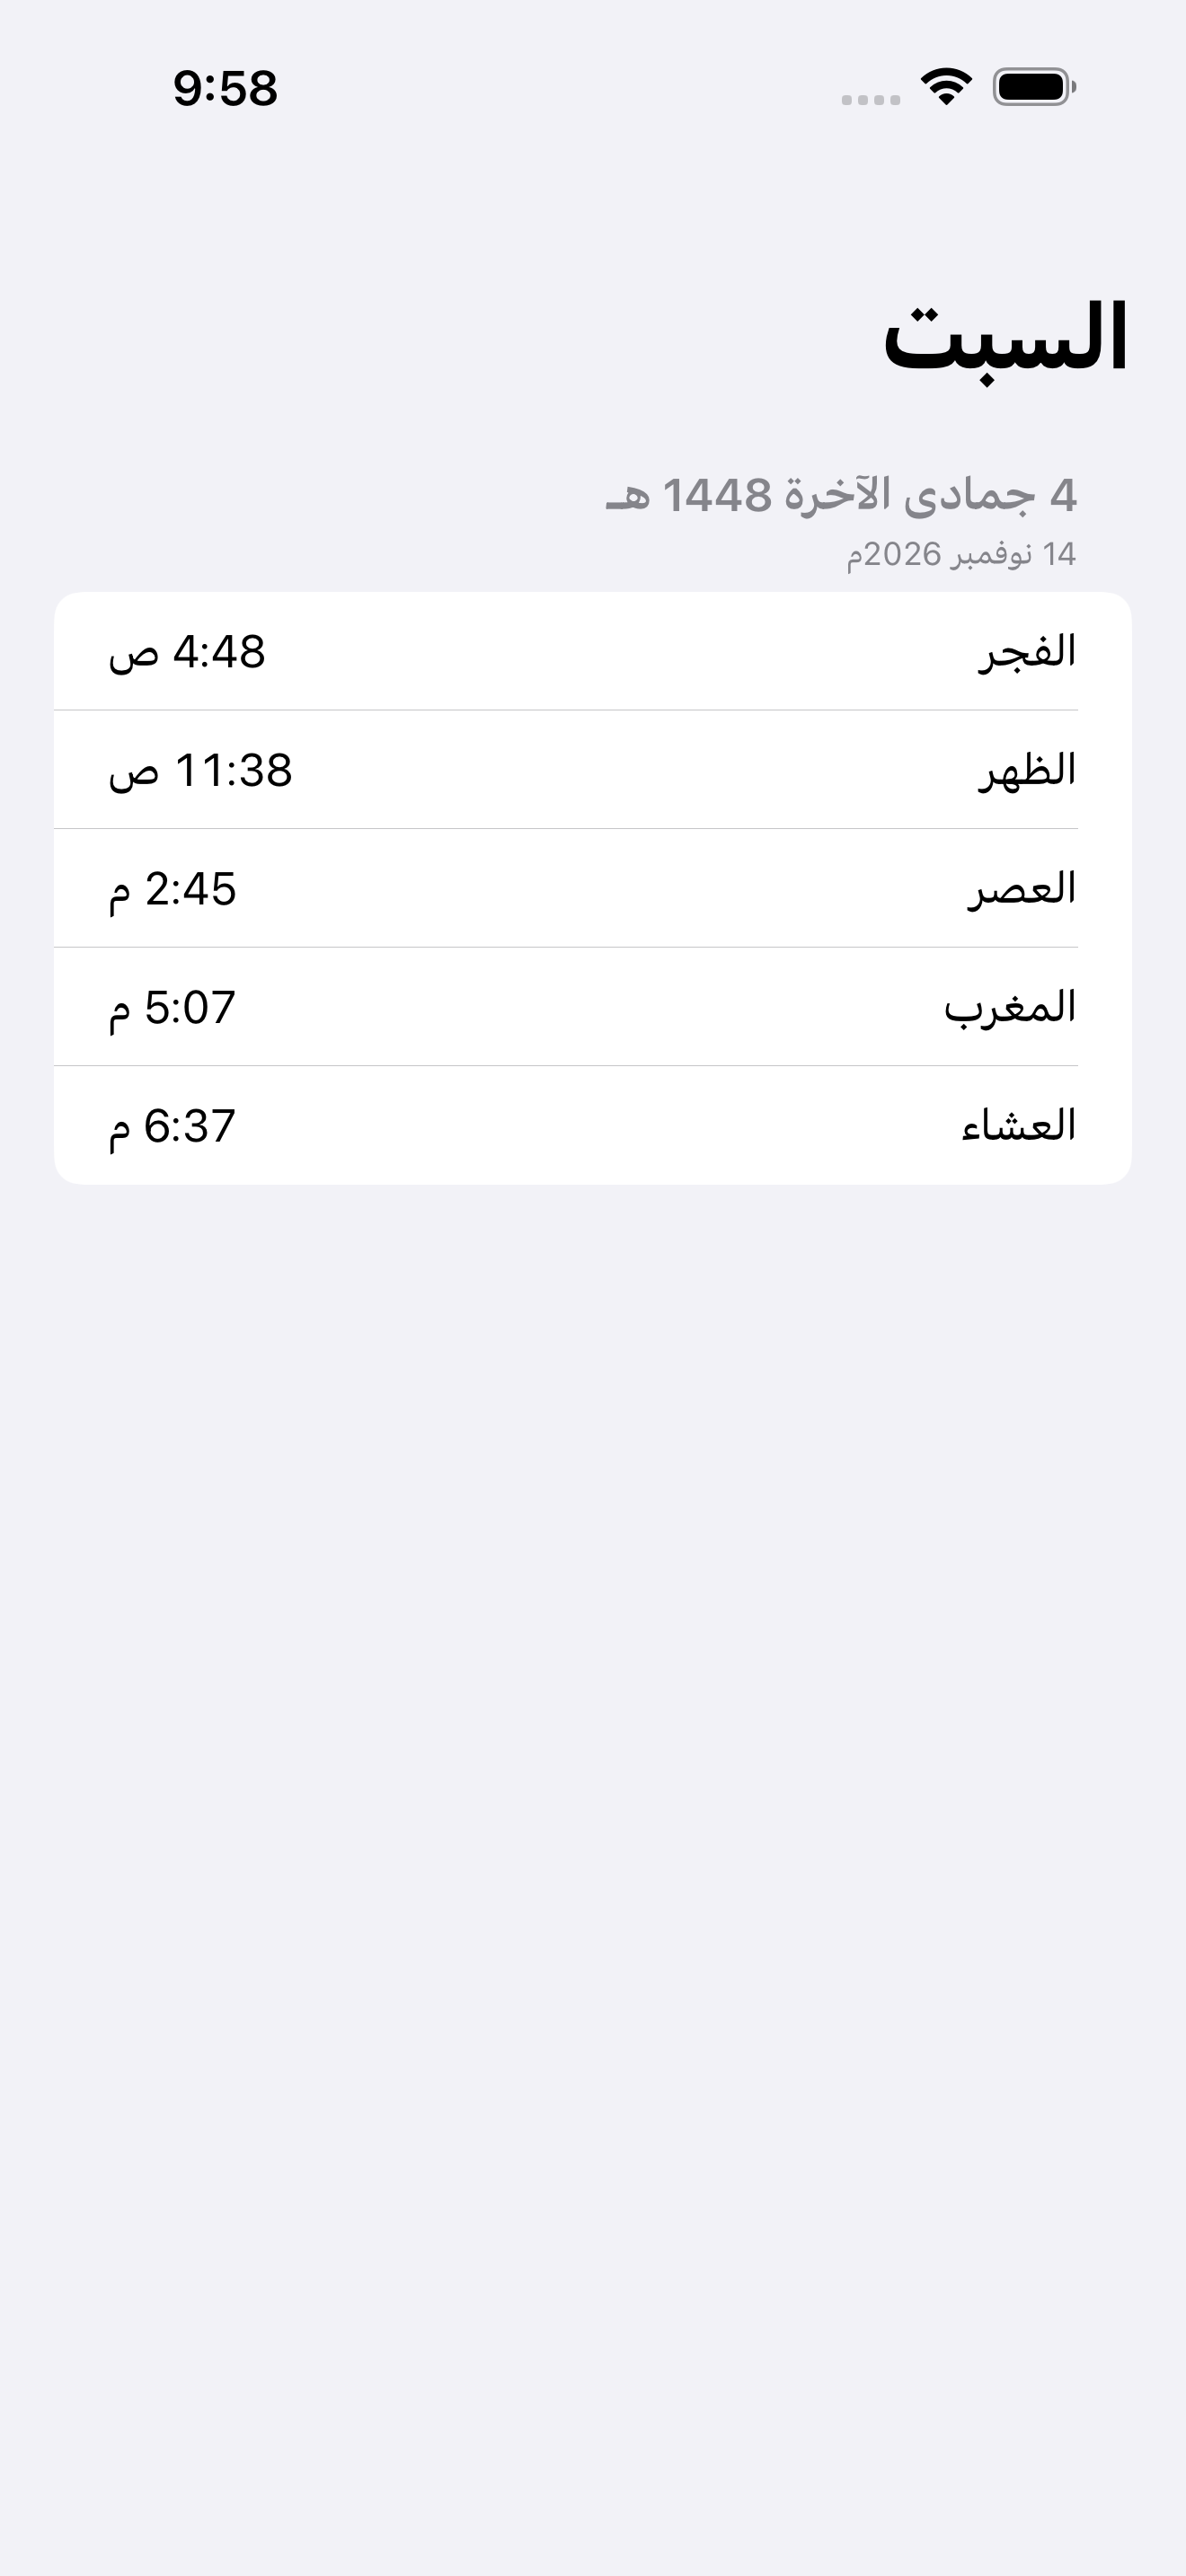 9:58
السبت
4 جمادى الآخرة 1448 هـ
14 نوفمبر 2026م
الفجر 4:48 ص
الظهر 11:38 ص
العصر 2:45 م
المغرب 5:07 م
العشاء 6:37 م